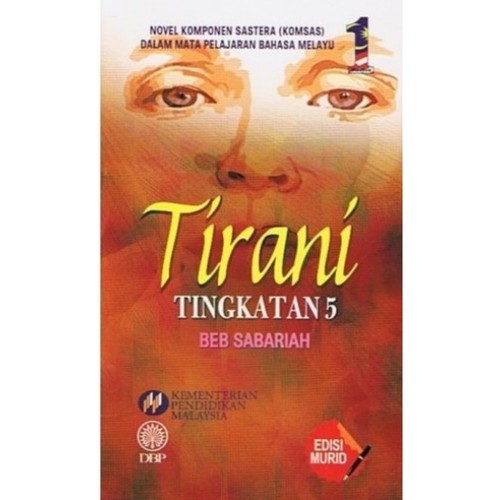 NOVEL KOMPONEN SASTERA (KOMSAS)
DALAM MATA PELAJARAN BAHASA MELAYU
1
Tirani
TINGKATAN 5
BEB SABARIAH
KEMENTERIAN
PENDIDIKAN
MALAYSIA
DBP
EDISI
MURID